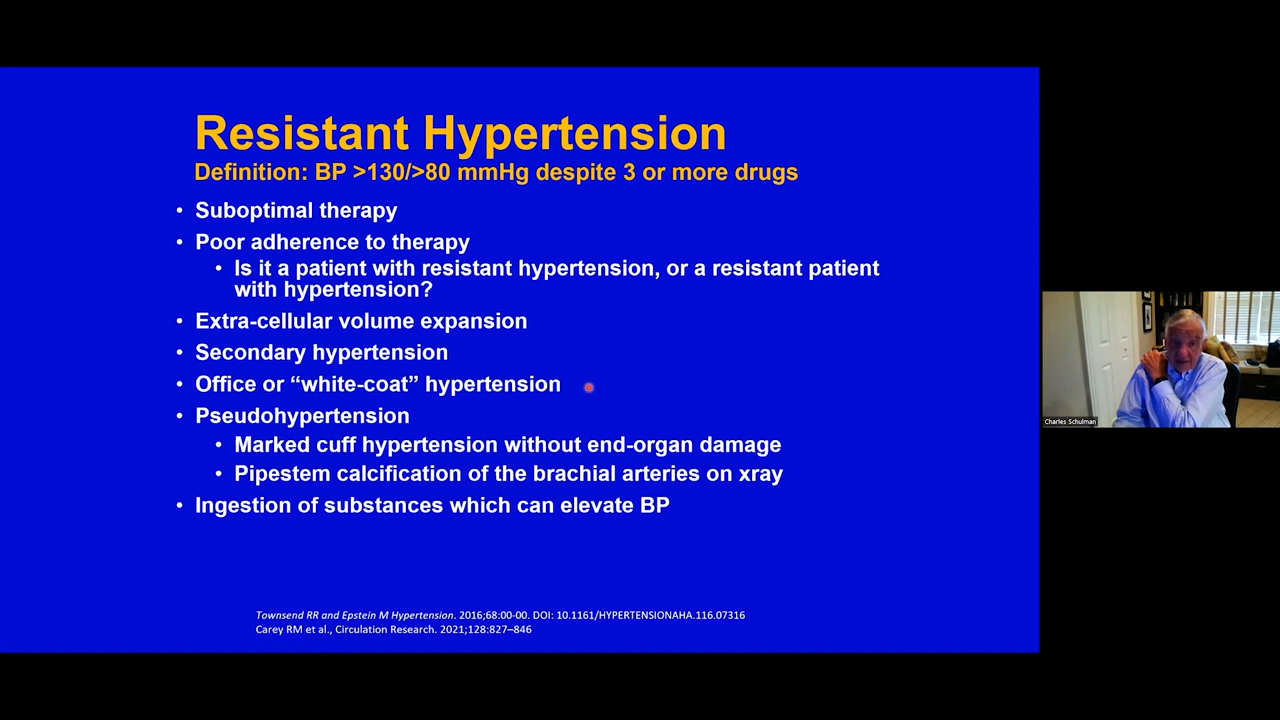 Resistant Hypertension
Definition: BP >130/>80 mmHg despite 3 or more drugs
• Suboptimal therapy
• Poor adherence to therapy
• Is it a patient with resistant hypertension, or a resistant patient
with hypertension?
• Extra-cellular volume expansion
• Secondary hypertension
• Office or “white-coat” hypertension
• Pseudohypertension
• Marked cuff hypertension without end-organ damage
• Pipestem calcification of the brachial arteries on xray
• Ingestion of substances which can elevate BP
Townsend RR and Epstein M Hypertension. 2016;68:00-00. DOI: 10.1161/HYPERTENSIONAHA.116.07316
Carey RM et al., Circulation Research. 2021;128:827–846
Charles Schulman